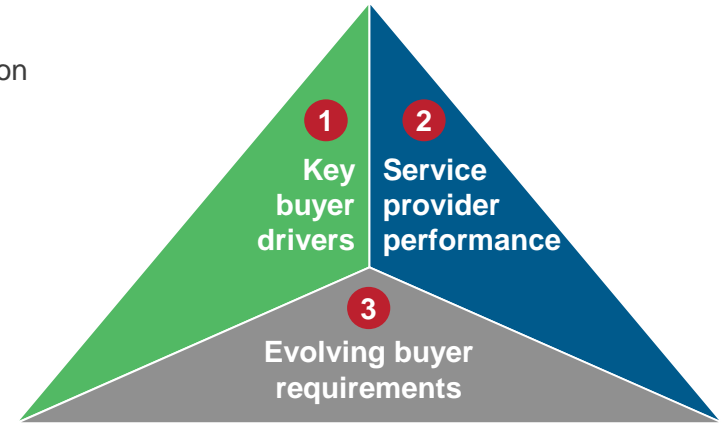 on
1
Key
buyer
drivers
2
Service
provider
performance
3
Evolving buyer
requirements